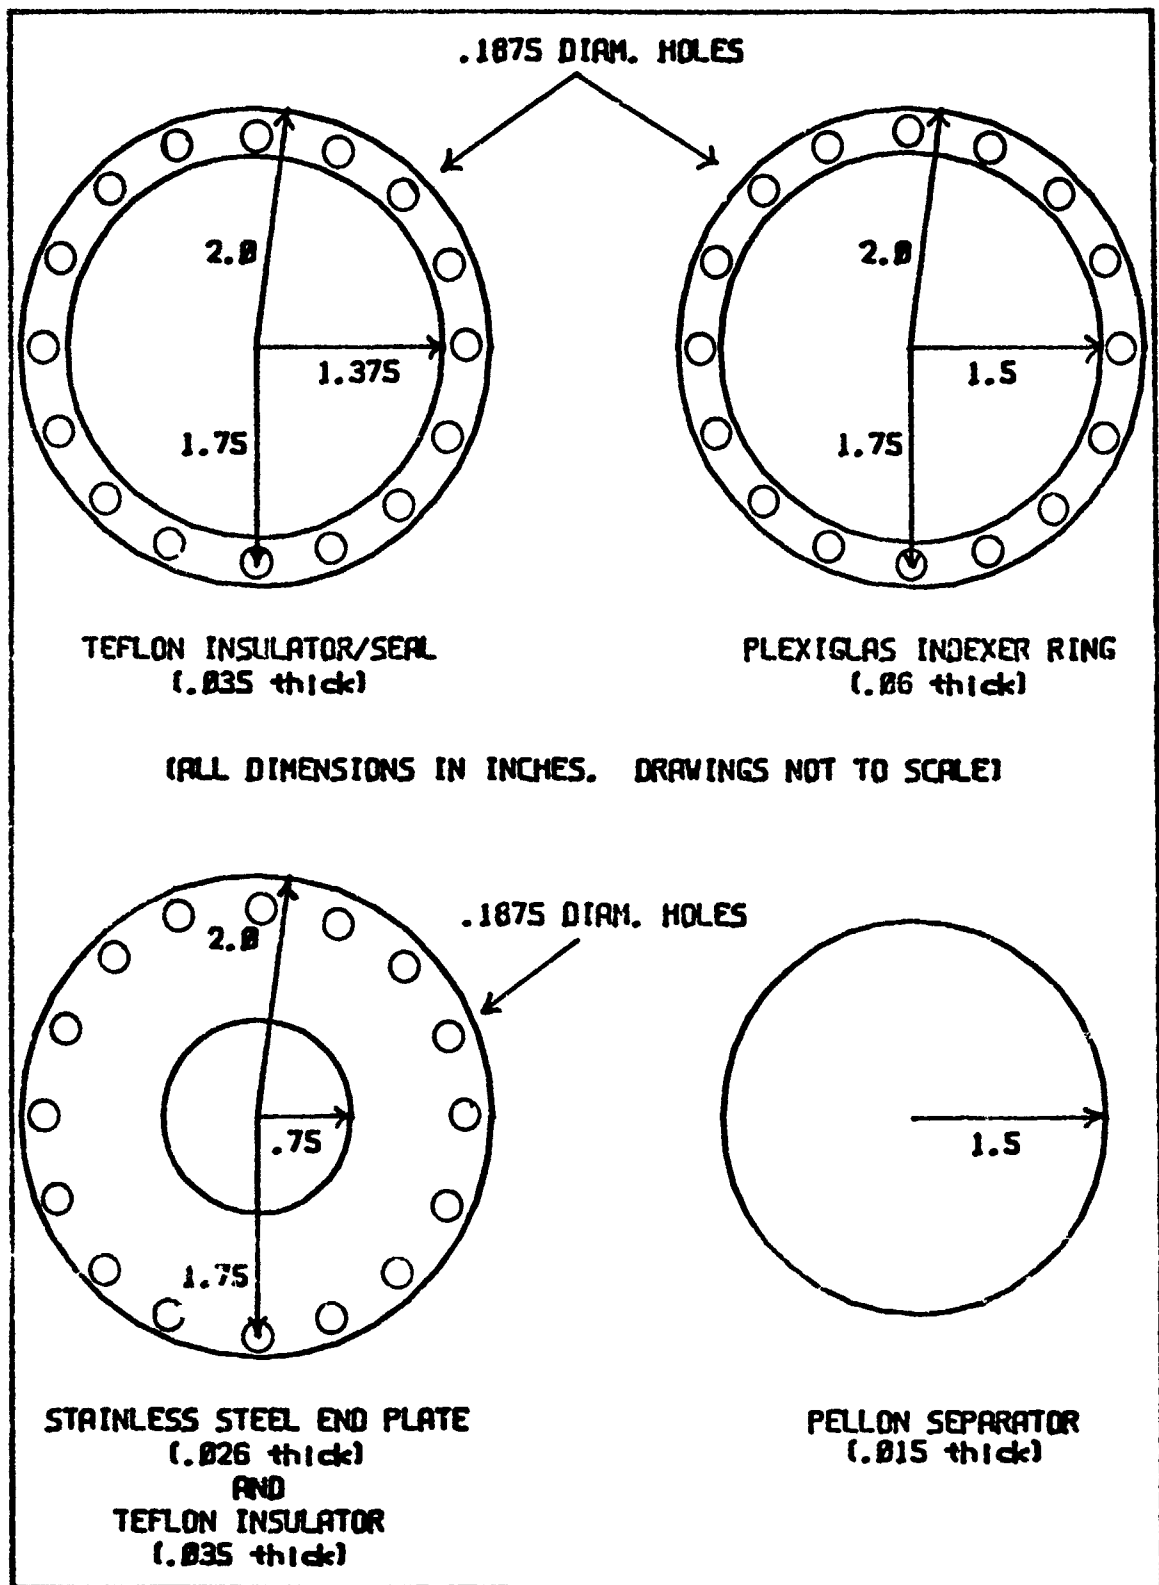 .1875 DIAM. HOLES
2.0
2.0
1.375
1.5
1.75
1.75
TEFLON INSULATOR/SEAL
(.035 thick)
PLEXIGLAS INDEXER RING
(.06 thick)
(ALL DIMENSIONS IN INCHES. DRAWINGS NOT TO SCALE)
.1875 DIAM. HOLES
2.0
.75
1.5
1.75
STAINLESS STEEL END PLATE
(.026 thick)
AND
TEFLON INSULATOR
(.035 thick)
PELLON SEPARATOR
(.015 thick)